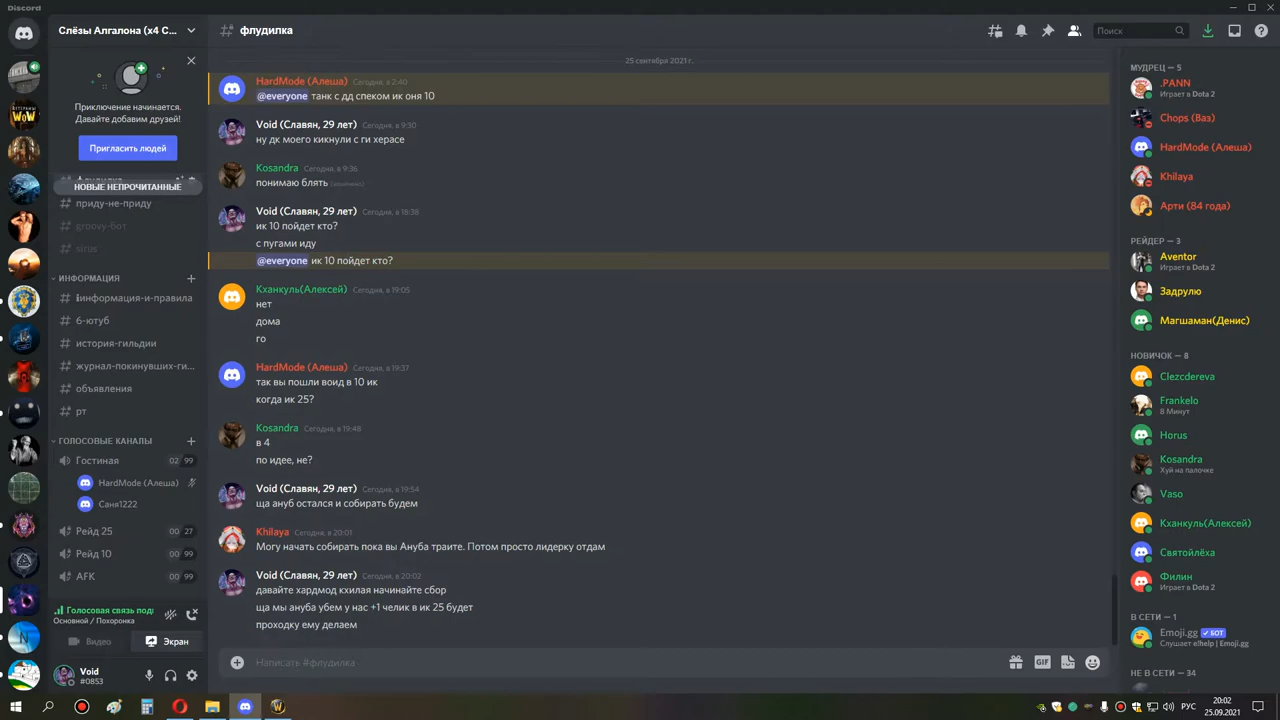 Discord
Слёзы Алгалона (x4 С...
флудилка
Поиск
Приключение начинается.
Давайте добавим друзей!
Пригласить людей
НОВЫЕ НЕПРОЧИТАННЫЕ
приду-не-приду
groovy-бот
sirus
ИНФОРМАЦИЯ
информация-и-правила
6-ютуб
история-гильдии
журнал-покинувших-ги...
объявления
рт
ГОЛОСОВЫЕ КАНАЛЫ
Гостиная 02 99
HardMode (Алеша)
Саня1222
Рейд 25 00 27
Рейд 10 00 99
AFK 00 99
Голосовая связь под
Основной / Похоронка
Видео Экран
Void
#0853
25 сентября 2021 г.
HardMode (Алеша) Сегодня, в 2:40
@everyone танк с дд спеком ик оня 10
Void (Славян, 29 лет) Сегодня, в 9:30
ну дк моего кикнули с ги херасе
Kosandra Сегодня, в 9:36
понимаю блять (изменено)
Void (Славян, 29 лет) Сегодня, в 18:38
ик 10 пойдет кто?
с пугами иду
@everyone ик 10 пойдет кто?
Кханкуль(Алексей) Сегодня, в 19:05
нет
дома
го
HardMode (Алеша) Сегодня, в 19:37
так вы пошли воид в 10 ик
когда ик 25?
Kosandra Сегодня, в 19:48
в 4
по идее, не?
Void (Славян, 29 лет) Сегодня, в 19:54
ща ануб остался и собирать будем
Khilaya Сегодня, в 20:01
Могу начать собирать пока вы Ануба траите. Потом просто лидерку отдам
Void (Славян, 29 лет) Сегодня, в 20:02
давайте хардмод кхилая начинайте сбор
ща мы ануба убем у нас +1 челик в ик 25 будет
проходку ему делаем
Написать #флудилка
GIF
МУДРЕЦ — 5
.PANN
Играет в Dota 2
Chops (Ваз)
HardMode (Алеша)
Khilaya
Арти (84 года)
РЕЙДЕР — 3
Aventor
Играет в Dota 2
Задрулю
Магшаман(Денис)
НОВИЧОК — 8
Clezcdereva
Frankelo
8 Минут
Horus
Kosandra
Хуй на палочке
Vaso
Кханкуль(Алексей)
Святойлёха
Филин
Играет в Dota 2
В СЕТИ — 1
Emoji.gg БОТ
Слушает e!help | Emoji.gg
НЕ В СЕТИ — 34
РУС
20:02
25.09.2021